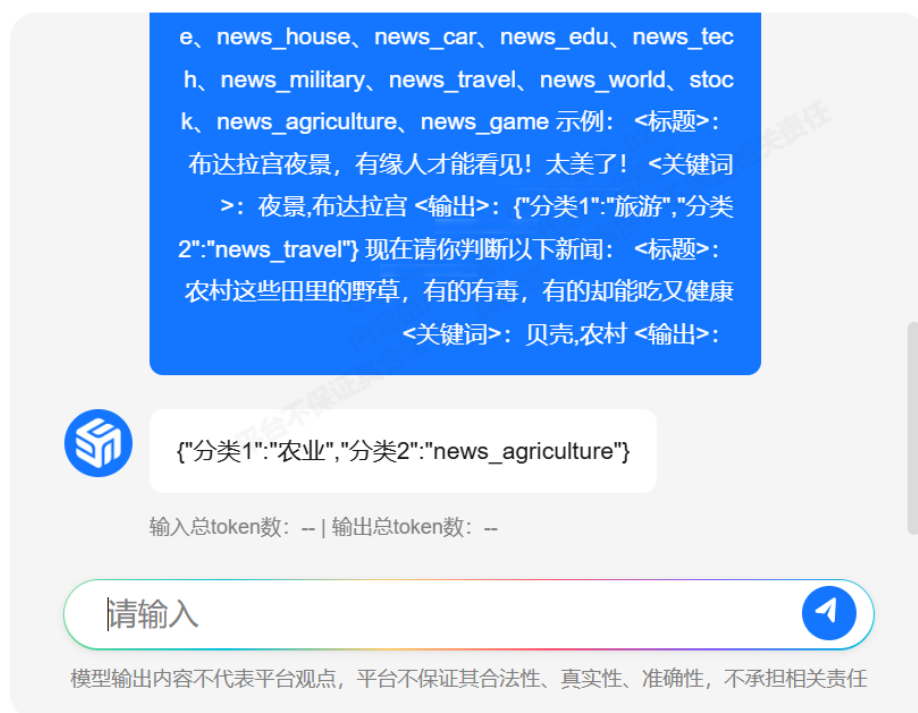 e、news_house、news_car、news_edu、news_tec
h、news_military、news_travel、news_world、stoc
k、news_agriculture、news_game 示例： <标题>：
布达拉宫夜景，有缘人才能看见！太美了！ <关键词
>：夜景,布达拉宫 <输出>：{"分类1":"旅游","分类
2":"news_travel"} 现在请你判断以下新闻： <标题>：
农村这些田里的野草，有的有毒，有的却能吃又健康
<关键词>：贝壳,农村 <输出>：
{"分类1":"农业","分类2":"news_agriculture"}
输入总token数：-- | 输出总token数：--
请输入
模型输出内容不代表平台观点，平台不保证其合法性、真实性、准确性，不承担相关责任